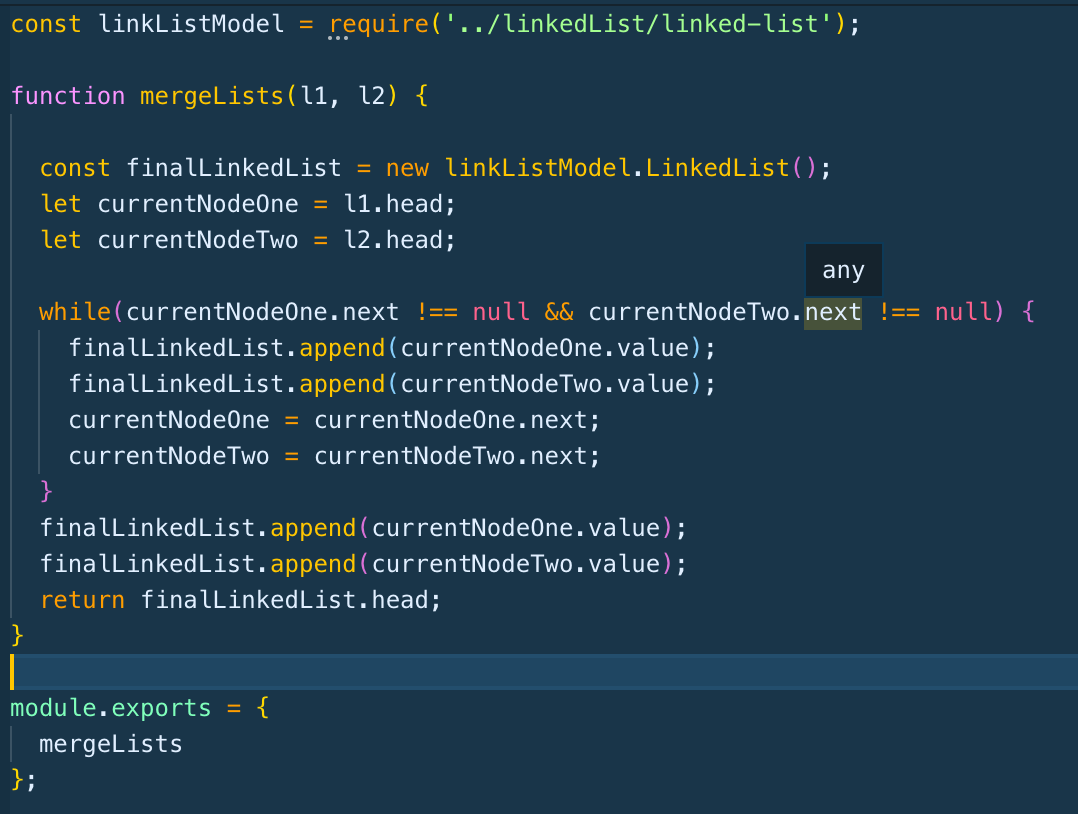 const linkListModel = require('../linkedList/linked-list');
function mergeLists(l1, l2) {
const finalLinkedList = new linkListModel.LinkedList();
let currentNodeOne = l1.head;
let currentNodeTwo = l2.head;
any
while(currentNodeOne.next !== null && currentNodeTwo.next !== null) {
finalLinkedList.append(currentNodeOne.value);
finalLinkedList.append(currentNodeTwo.value);
currentNodeOne = currentNodeOne.next;
currentNodeTwo = currentNodeTwo.next;
}
finalLinkedList.append(currentNodeOne.value);
finalLinkedList.append(currentNodeTwo.value);
return finalLinkedList.head;
}
module.exports = {
mergeLists
};